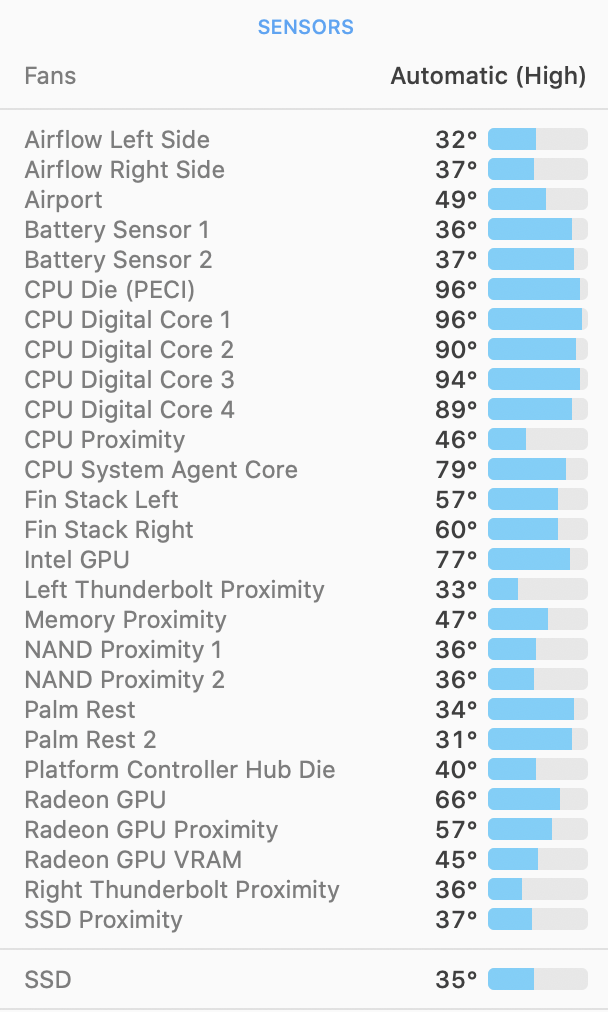 SENSORS
Fans Automatic (High)
Airflow Left Side 32°
Airflow Right Side 37°
Airport 49°
Battery Sensor 1 36°
Battery Sensor 2 37°
CPU Die (PECI) 96°
CPU Digital Core 1 96°
CPU Digital Core 2 90°
CPU Digital Core 3 94°
CPU Digital Core 4 89°
CPU Proximity 46°
CPU System Agent Core 79°
Fin Stack Left 57°
Fin Stack Right 60°
Intel GPU 77°
Left Thunderbolt Proximity 33°
Memory Proximity 47°
NAND Proximity 1 36°
NAND Proximity 2 36°
Palm Rest 34°
Palm Rest 2 31°
Platform Controller Hub Die 40°
Radeon GPU 66°
Radeon GPU Proximity 57°
Radeon GPU VRAM 45°
Right Thunderbolt Proximity 36°
SSD Proximity 37°
SSD 35°